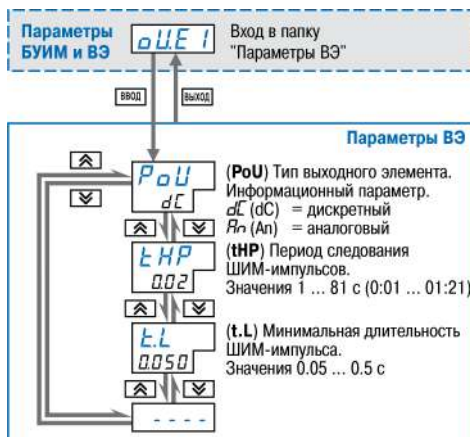 Параметры БУИМ и ВЭ
oU.E 1
Вход в папку
"Параметры ВЭ"
ВВОД
ВЫХОД
Параметры ВЭ
PoU
dC
(PoU) Тип выходного элемента.
Информационный параметр.
dC (dC) = дискретный
An (An) = аналоговый
tHP
0.02
(tHP) Период следования
ШИМ-импульсов.
Значения 1 ... 81 с (0:01 ... 01:21)
t.L
0.050
(t.L) Минимальная длительность
ШИМ-импульса.
Значения 0.05 ... 0.5 с
- - - -